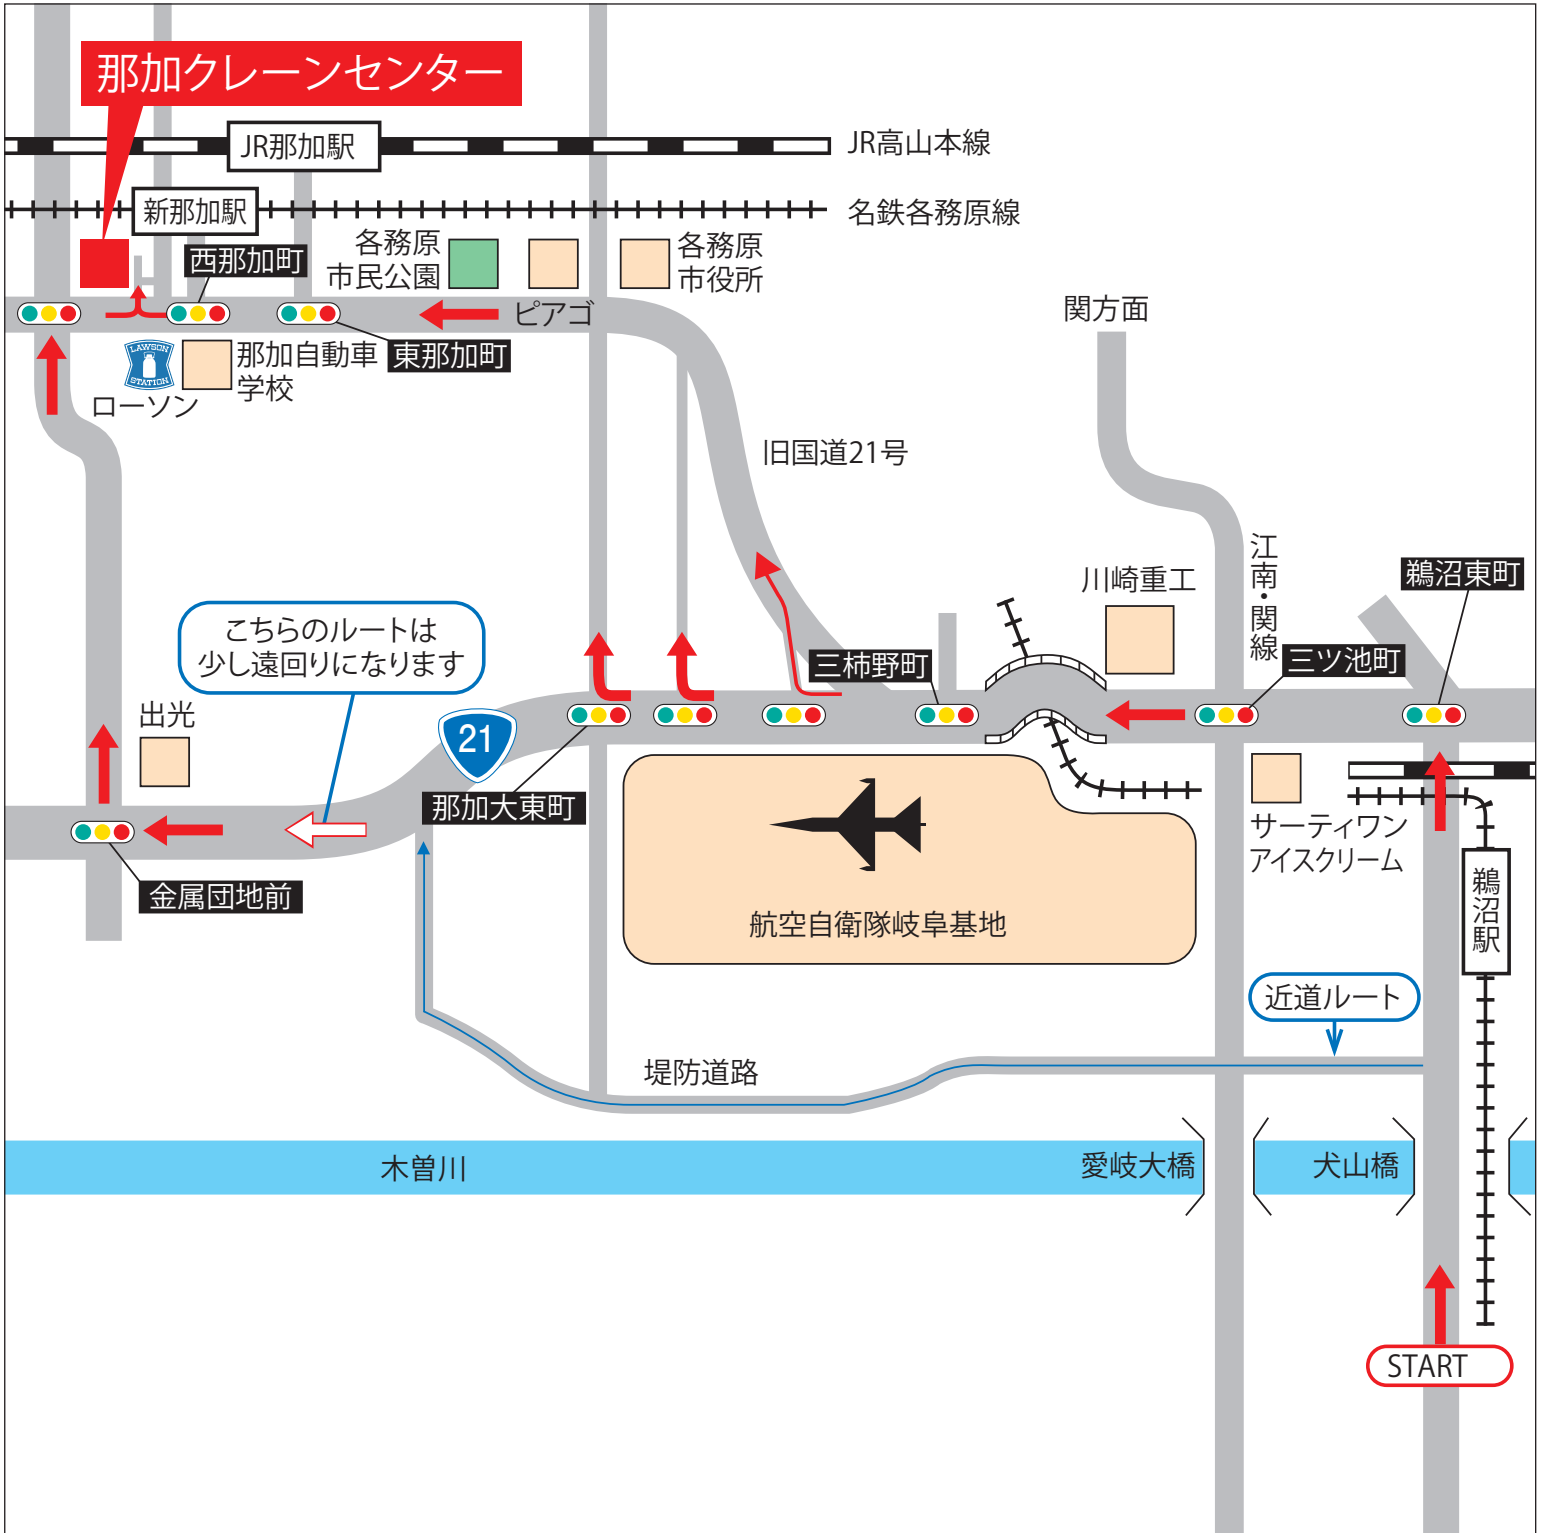 那加クレーンセンター
JR那加駅
JR高山本線
新那加駅
名鉄各務原線
西那加町
各務原
市民公園
各務原
市役所
ピアゴ
関方面
LAWSON
STATION
ローソン
那加自動車
学校
東那加町
旧国道21号
江南・関線
川崎重工
鵜沼東町
こちらのルートは
少し遠回りになります
三柿野町
三ツ池町
出光
21
那加大東町
サーティワン
アイスクリーム
金属団地前
航空自衛隊岐阜基地
鵜沼駅
近道ルート
堤防道路
木曽川
愛岐大橋
犬山橋
START